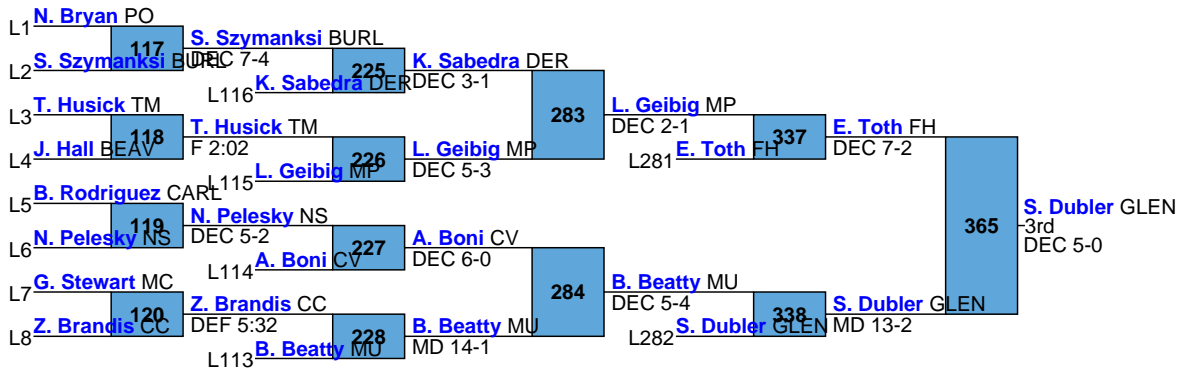 L1 N. Bryan PO
117
L2 S. Szymanksi BURL
S. Szymanksi BURL
DEC 7-4
225
L116 K. Sabedra DER
K. Sabedra DER
DEC 3-1
L3 T. Husick TM
118
L4 J. Hall BEAV
T. Husick TM
F 2:02
226
L115 L. Geibig MP
L. Geibig MP
DEC 5-3
283
L. Geibig MP
DEC 2-1
337
L281 E. Toth FH
E. Toth FH
DEC 7-2
L5 B. Rodriguez CARL
119
L6 N. Pelesky NS
N. Pelesky NS
DEC 5-2
227
L114 A. Boni CV
A. Boni CV
DEC 6-0
L7 G. Stewart MC
120
L8 Z. Brandis CC
Z. Brandis CC
DEF 5:32
228
L113 B. Beatty MU
B. Beatty MU
MD 14-1
284
B. Beatty MU
DEC 5-4
338
L282 S. Dubler GLEN
S. Dubler GLEN
MD 13-2
365
S. Dubler GLEN
3rd
DEC 5-0